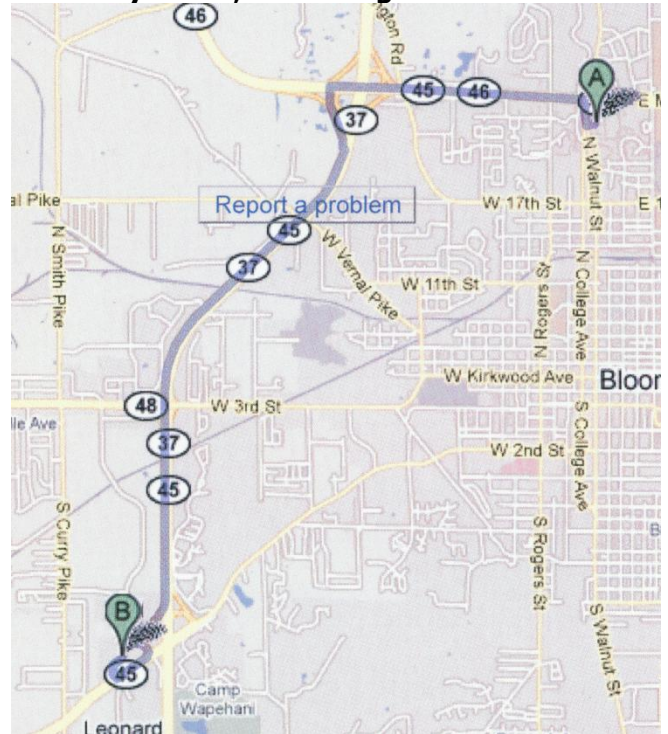 46
45
46
A
E M
37
N Walnut St
al Pike
Report a problem
W 17th St
E 1
45
N Smith Pike
W Vernal Pike
37
W 11th St
N Rogers St
N College Ave
W Kirkwood Ave
Bloor
48
W 3rd St
lle Ave
37
W 2nd St
S College Ave
45
S Curry Pike
S Rogers St
B
S Walnut St
45
Camp
Wapehani
Leonard